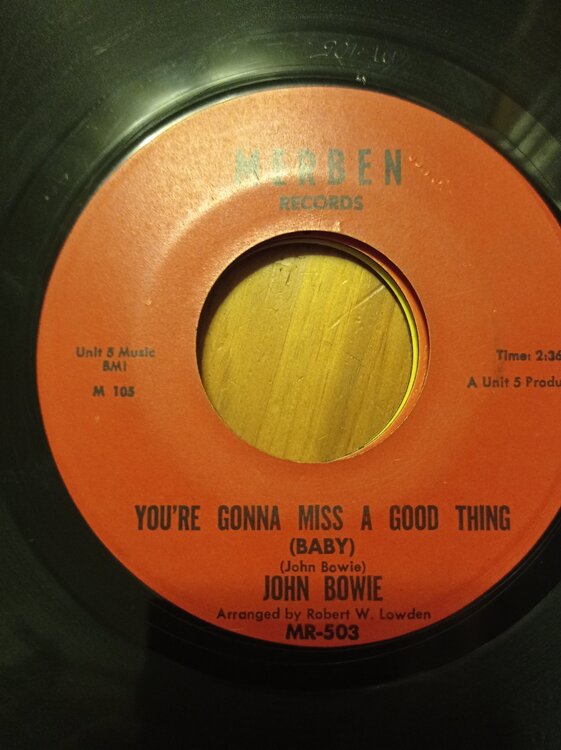 MERBEN
RECORDS
Unit 5 Music
BMI
M 105
Time: 2:36
A Unit 5 Produ
YOU'RE GONNA MISS A GOOD THING
(BABY)
(John Bowie)
JOHN BOWIE
Arranged by Robert W. Lowden
MR-503